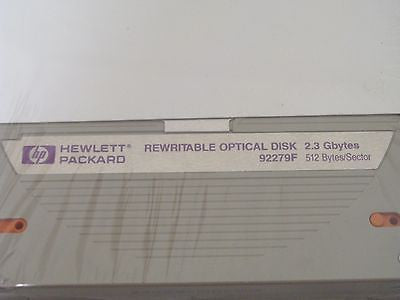 hp HEWLETT® PACKARD
REWRITABLE OPTICAL DISK 2.3 Gbytes
92279F 512 Bytes/Sector